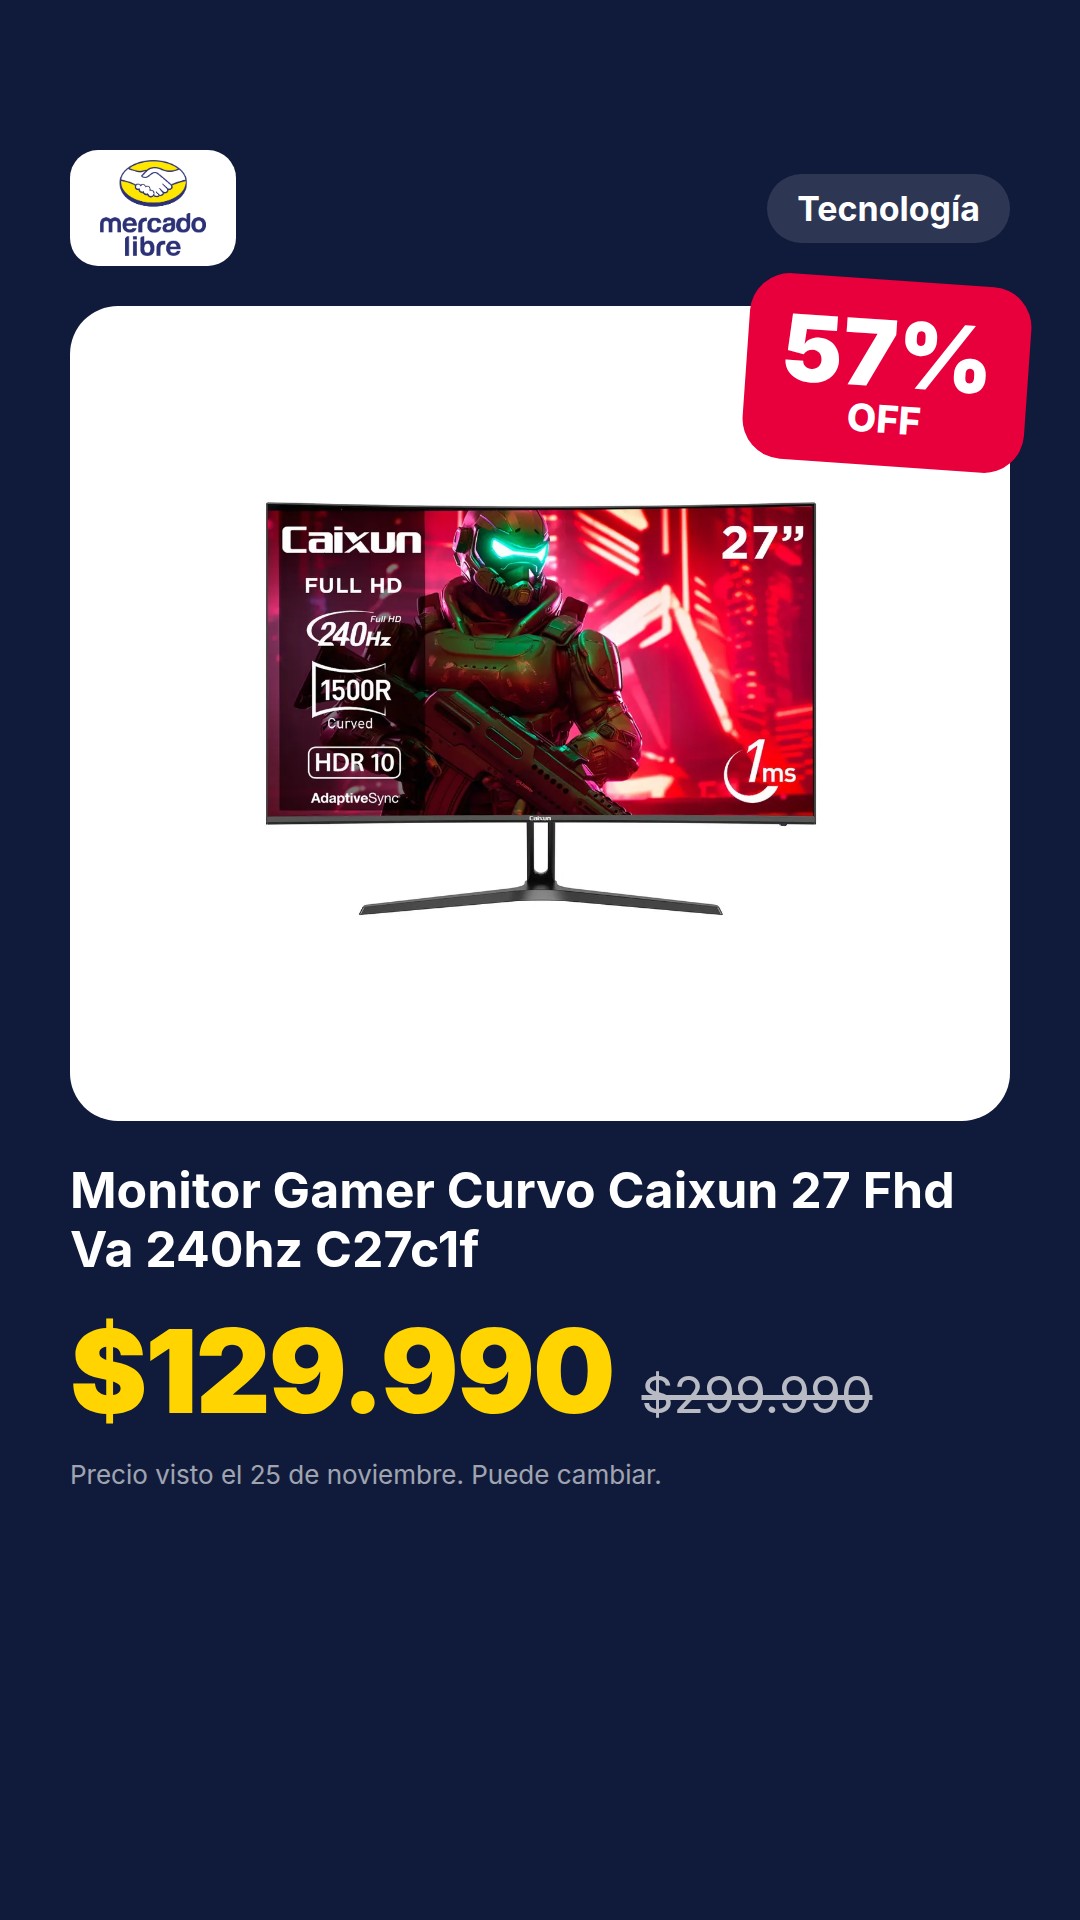 mercado
libre
Tecnología
57%
OFF
Caixun
27”
FULL HD
Full HD
240Hz
1500R
Curved
HDR 10
AdaptiveSync
1ms
Caixun
Monitor Gamer Curvo Caixun 27 Fhd
Va 240hz C27c1f
$129.990 $299.990
Precio visto el 25 de noviembre. Puede cambiar.